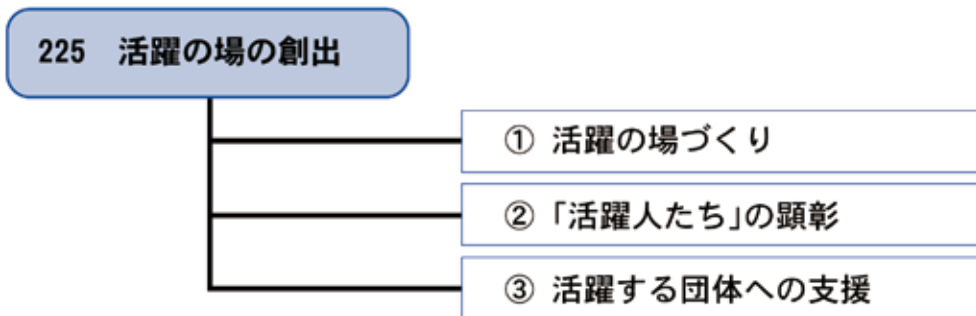 225　活躍の場の創出
① 活躍の場づくり
② 「活躍人たち」の顕彰
③ 活躍する団体への支援